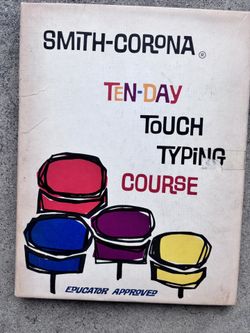 SMITH-CORONA ®
TEN-DAY
TOUCH
TYPING
COURSE
EDUCATOR APPROVED